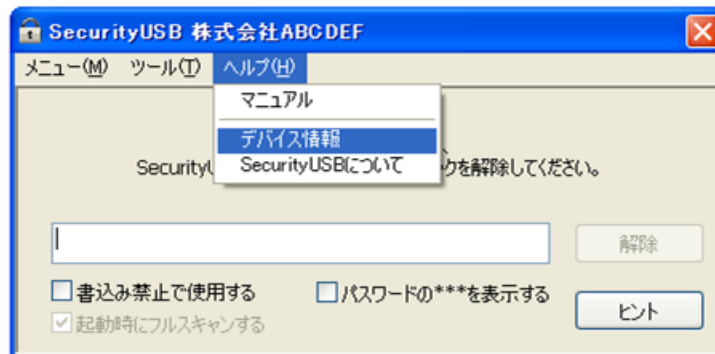 SecurityUSB 株式会社ABCDEF
メニュー(M) ツール(T) ヘルプ(H)
マニュアル
デバイス情報
SecurityUSBについて
Security
クを解除してください。
解除
書込み禁止で使用する
パスワードの***を表示する
起動時にフルスキャンする
ヒント